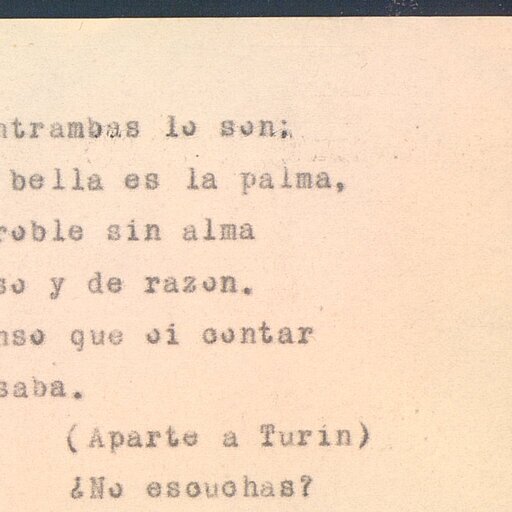 ntrambas lo son;
bella es la palma,
roble sin alma
so y de razon.
nso que oi contar
saba.
(Aparte a Turin)
¿No escuchas?